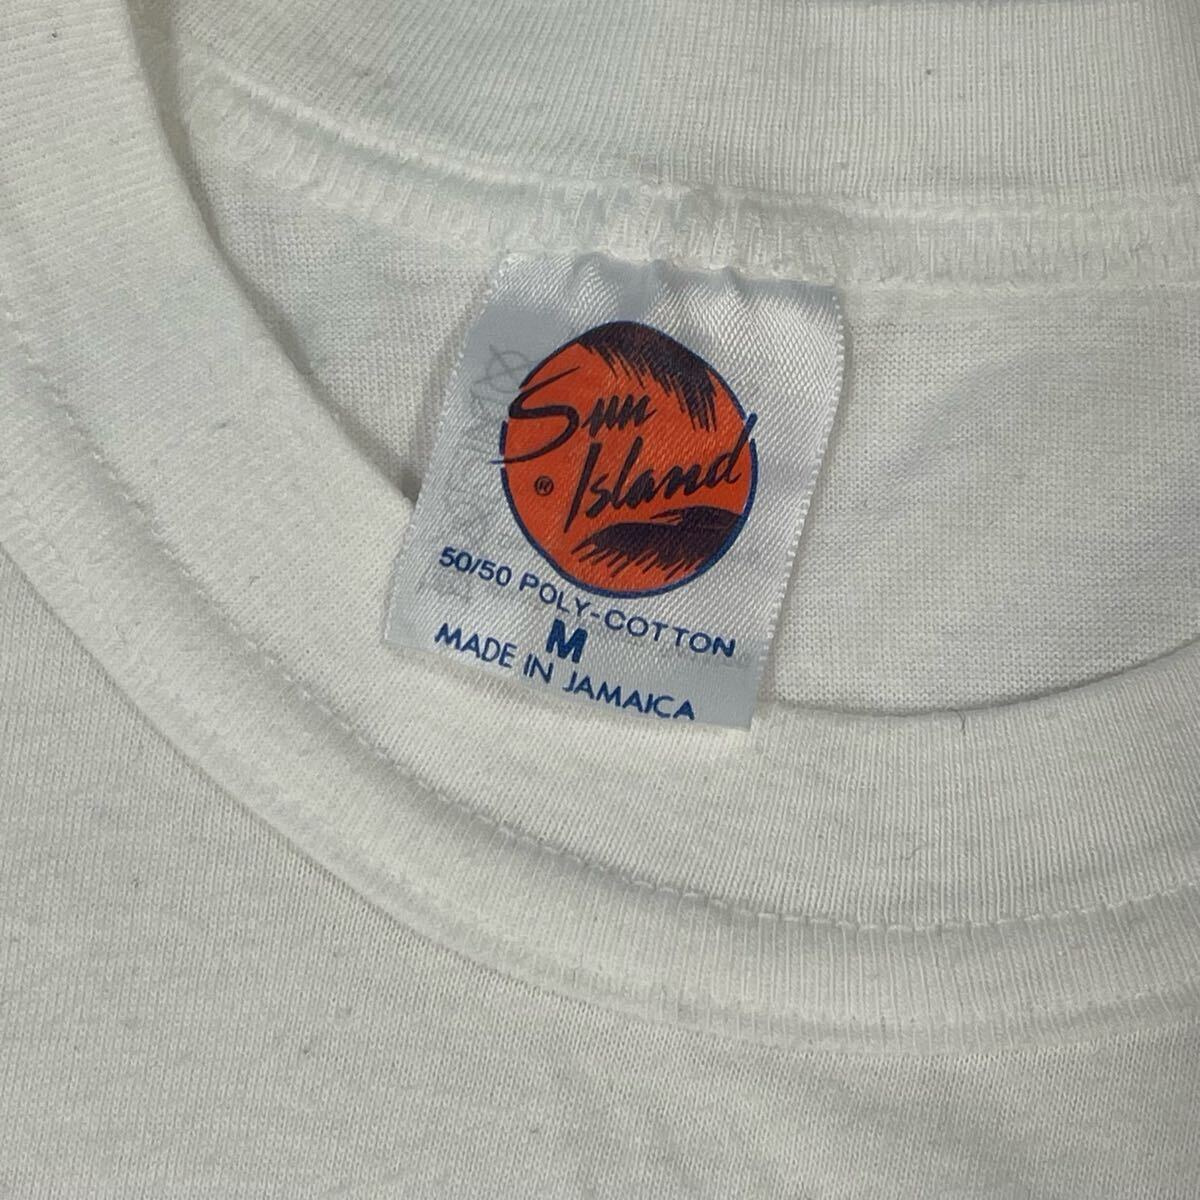 Sun
Island
®
50/50 POLY-COTTON
M
MADE IN JAMAICA